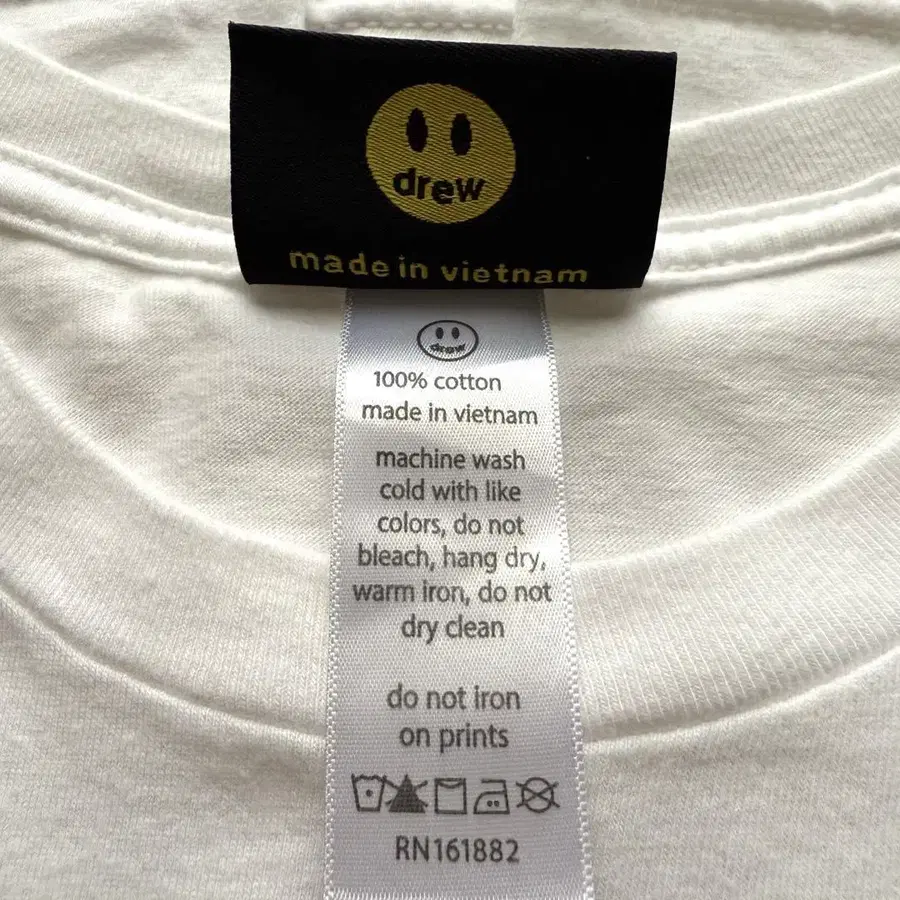 drew
made in vietnam
drew
100% cotton
made in vietnam
machine wash
cold with like
colors, do not
bleach, hang dry,
warm iron, do not
dry clean
do not iron
on prints
RN161882